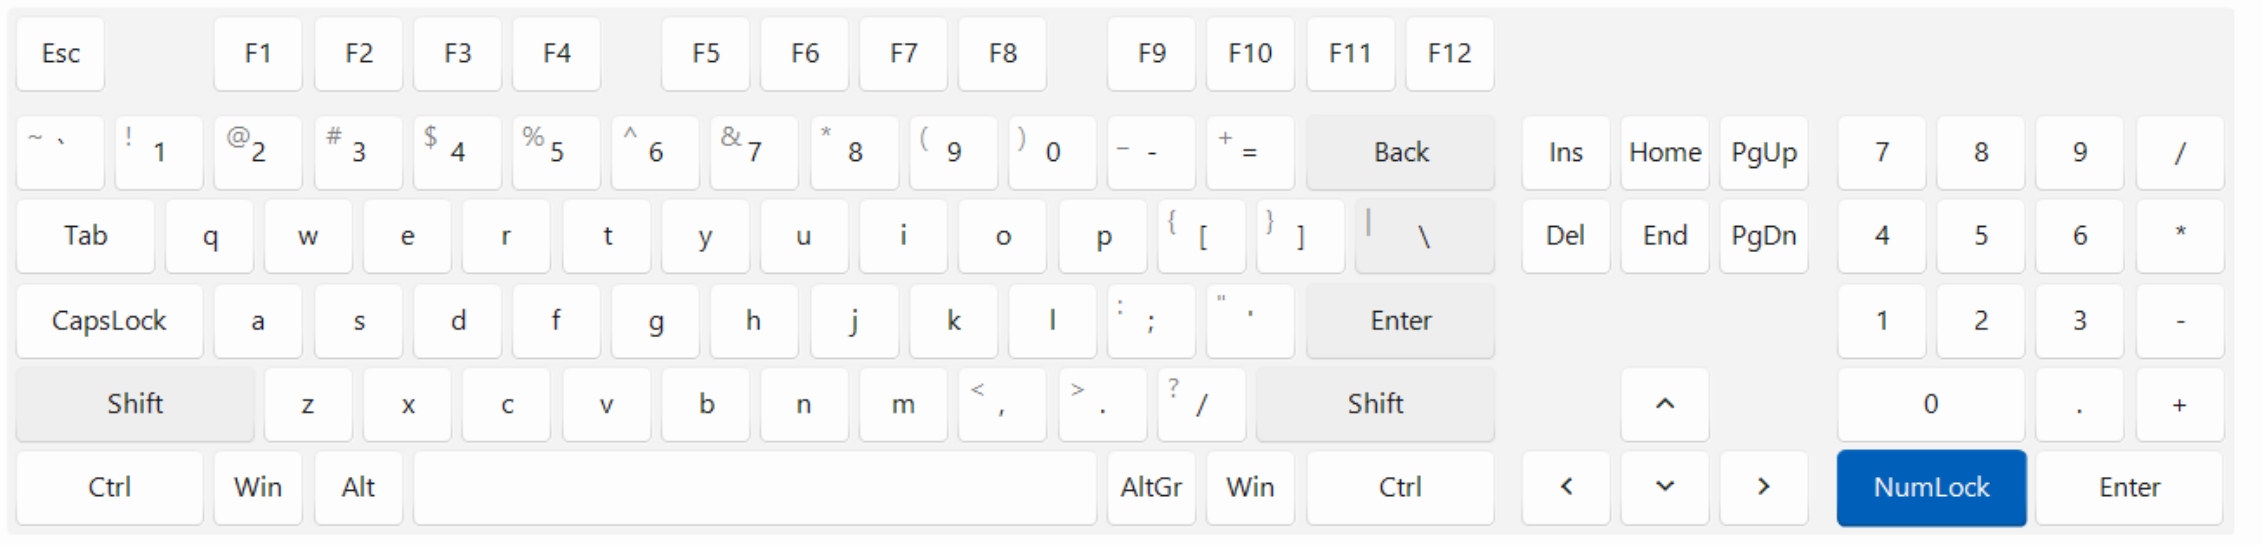 Esc F1 F2 F3 F4 F5 F6 F7 F8 F9 F10 F11 F12
~ ` ! 1 @ 2 # 3 $ 4 % 5 ^ 6 & 7 * 8 ( 9 ) 0 _ - + = Back Ins Home PgUp 7 8 9 /
Tab q w e r t y u i o p { [ } ] | \ Del End PgDn 4 5 6 *
CapsLock a s d f g h j k l : ; " ' Enter 1 2 3 -
Shift z x c v b n m < , > . ? / Shift 0 . +
Ctrl Win Alt AltGr Win Ctrl NumLock Enter